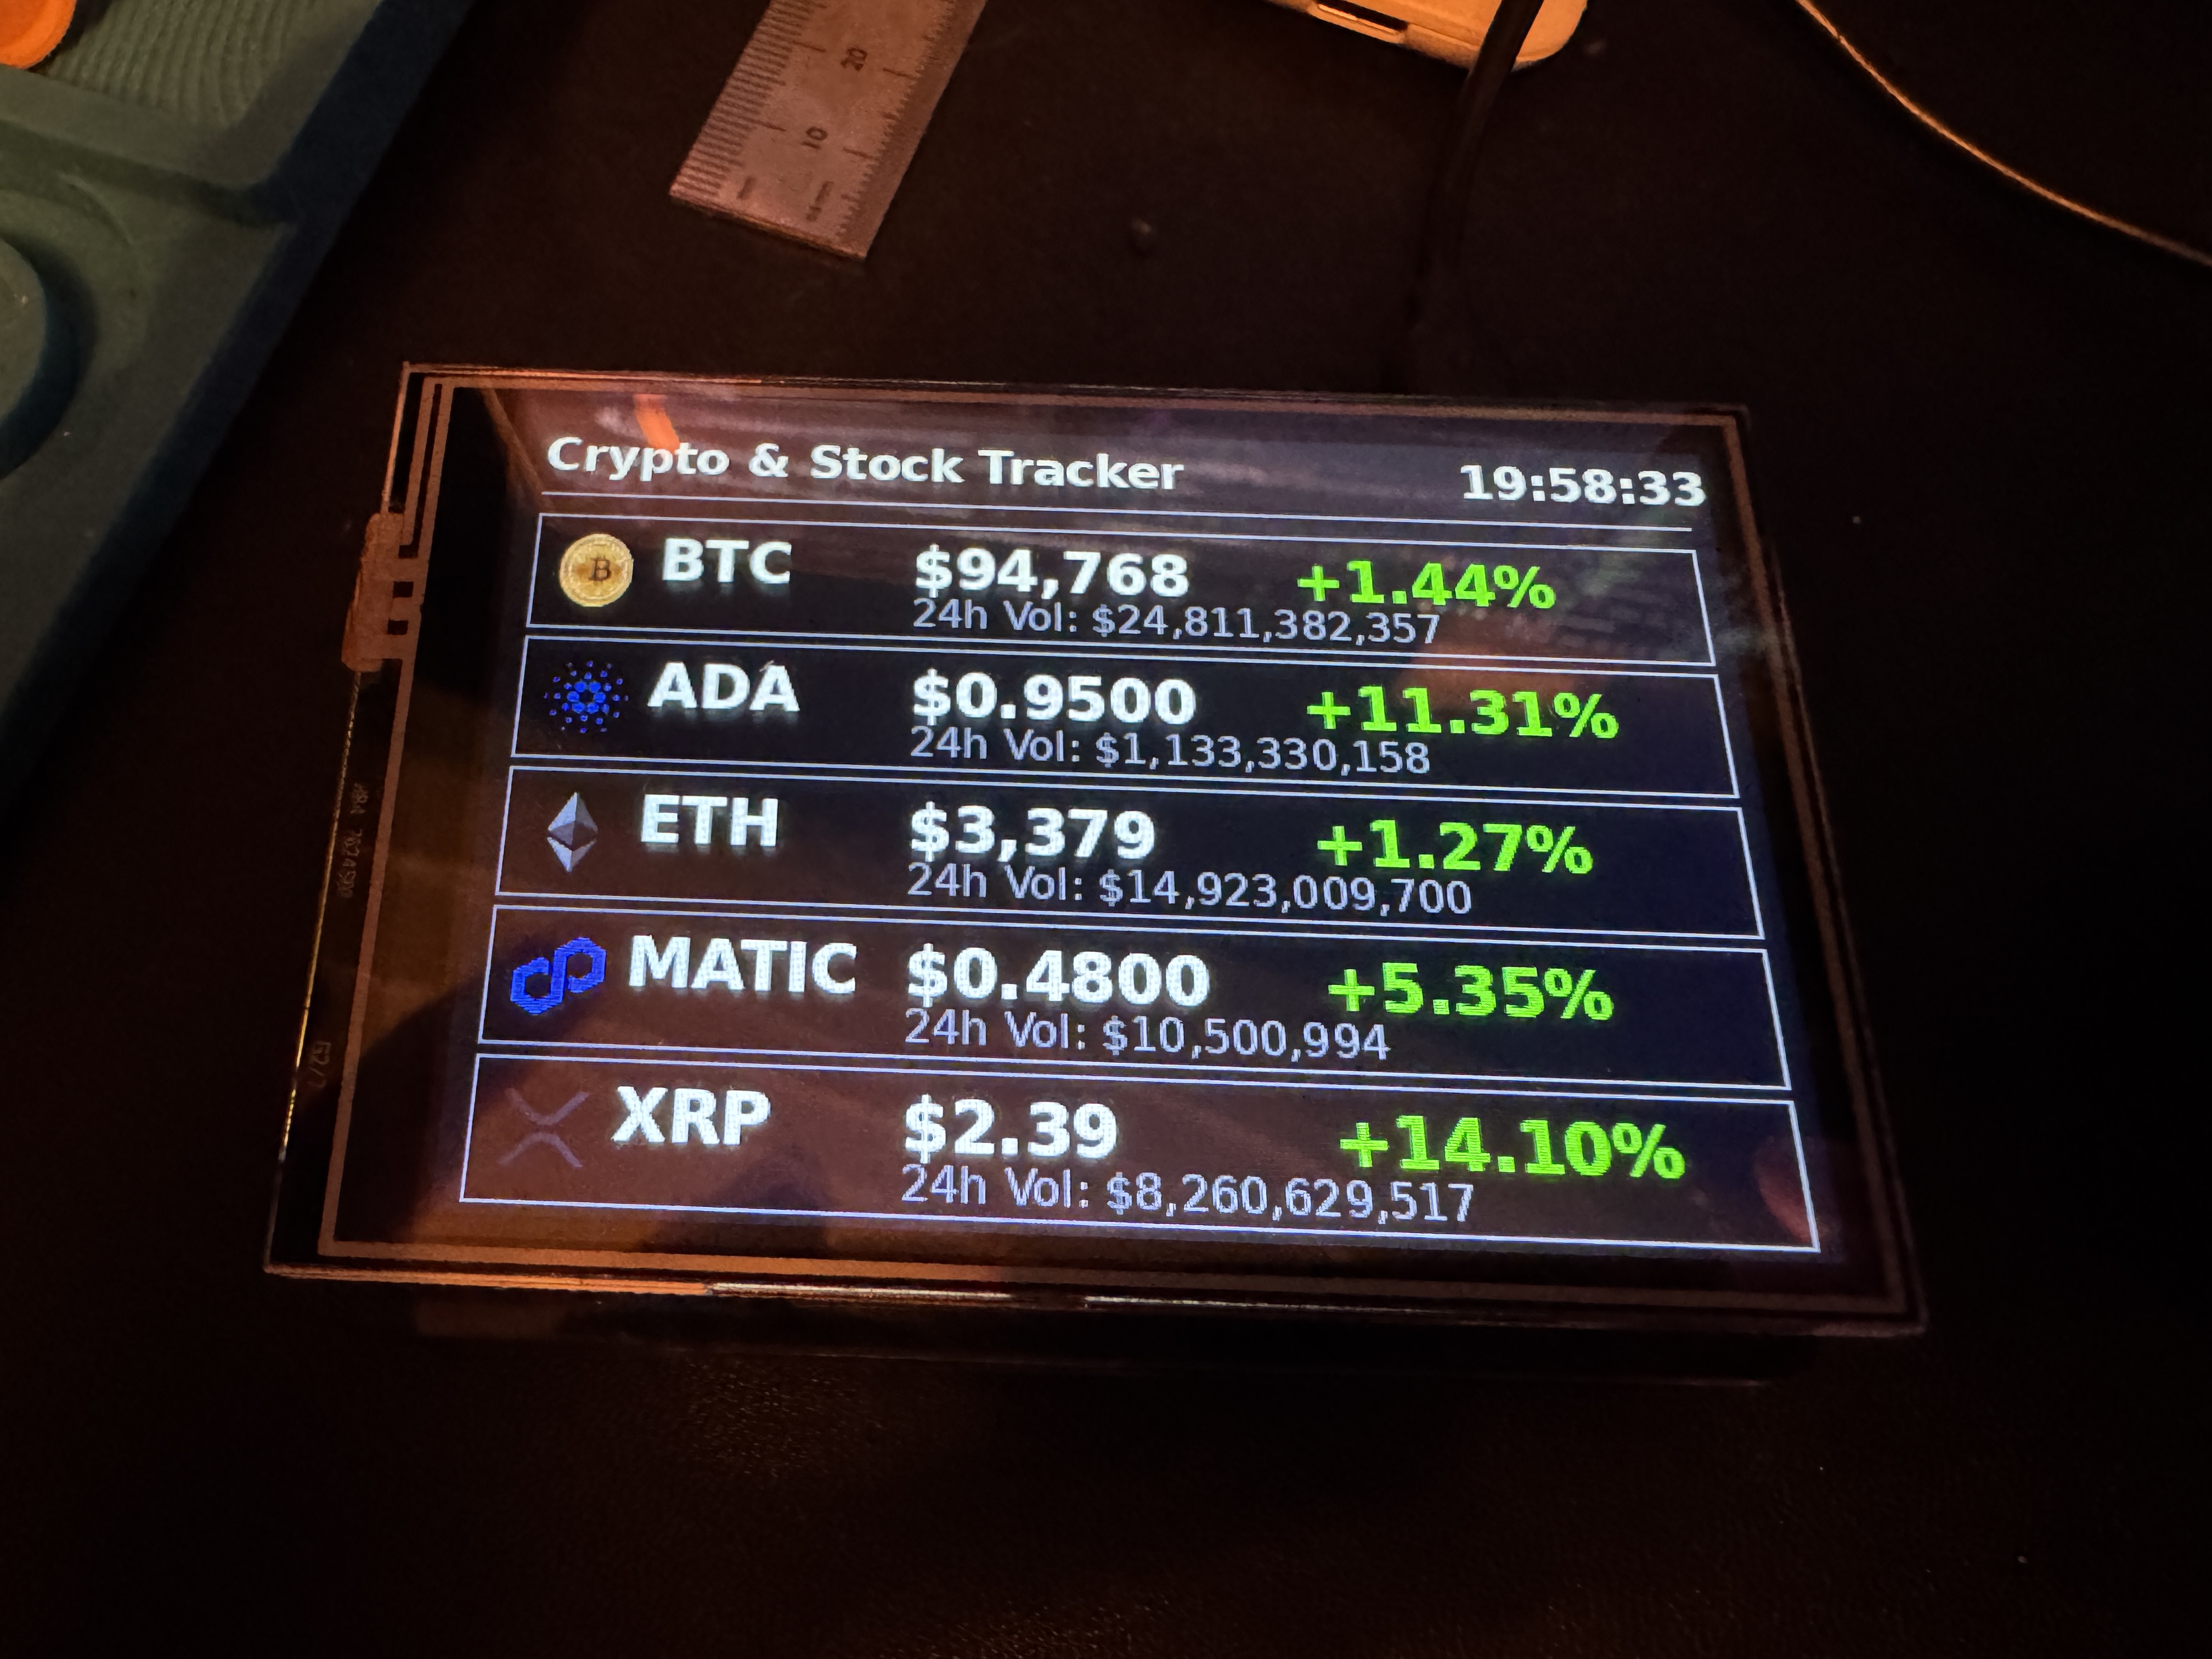 20
10
Crypto & Stock Tracker 19:58:33
BTC $94,768 +1.44%
24h Vol: $24,811,382,357
ADA $0.9500 +11.31%
24h Vol: $1,133,330,158
ETH $3,379 +1.27%
24h Vol: $14,923,009,700
MATIC $0.4800 +5.35%
24h Vol: $10,500,994
XRP $2.39 +14.10%
24h Vol: $8,260,629,517